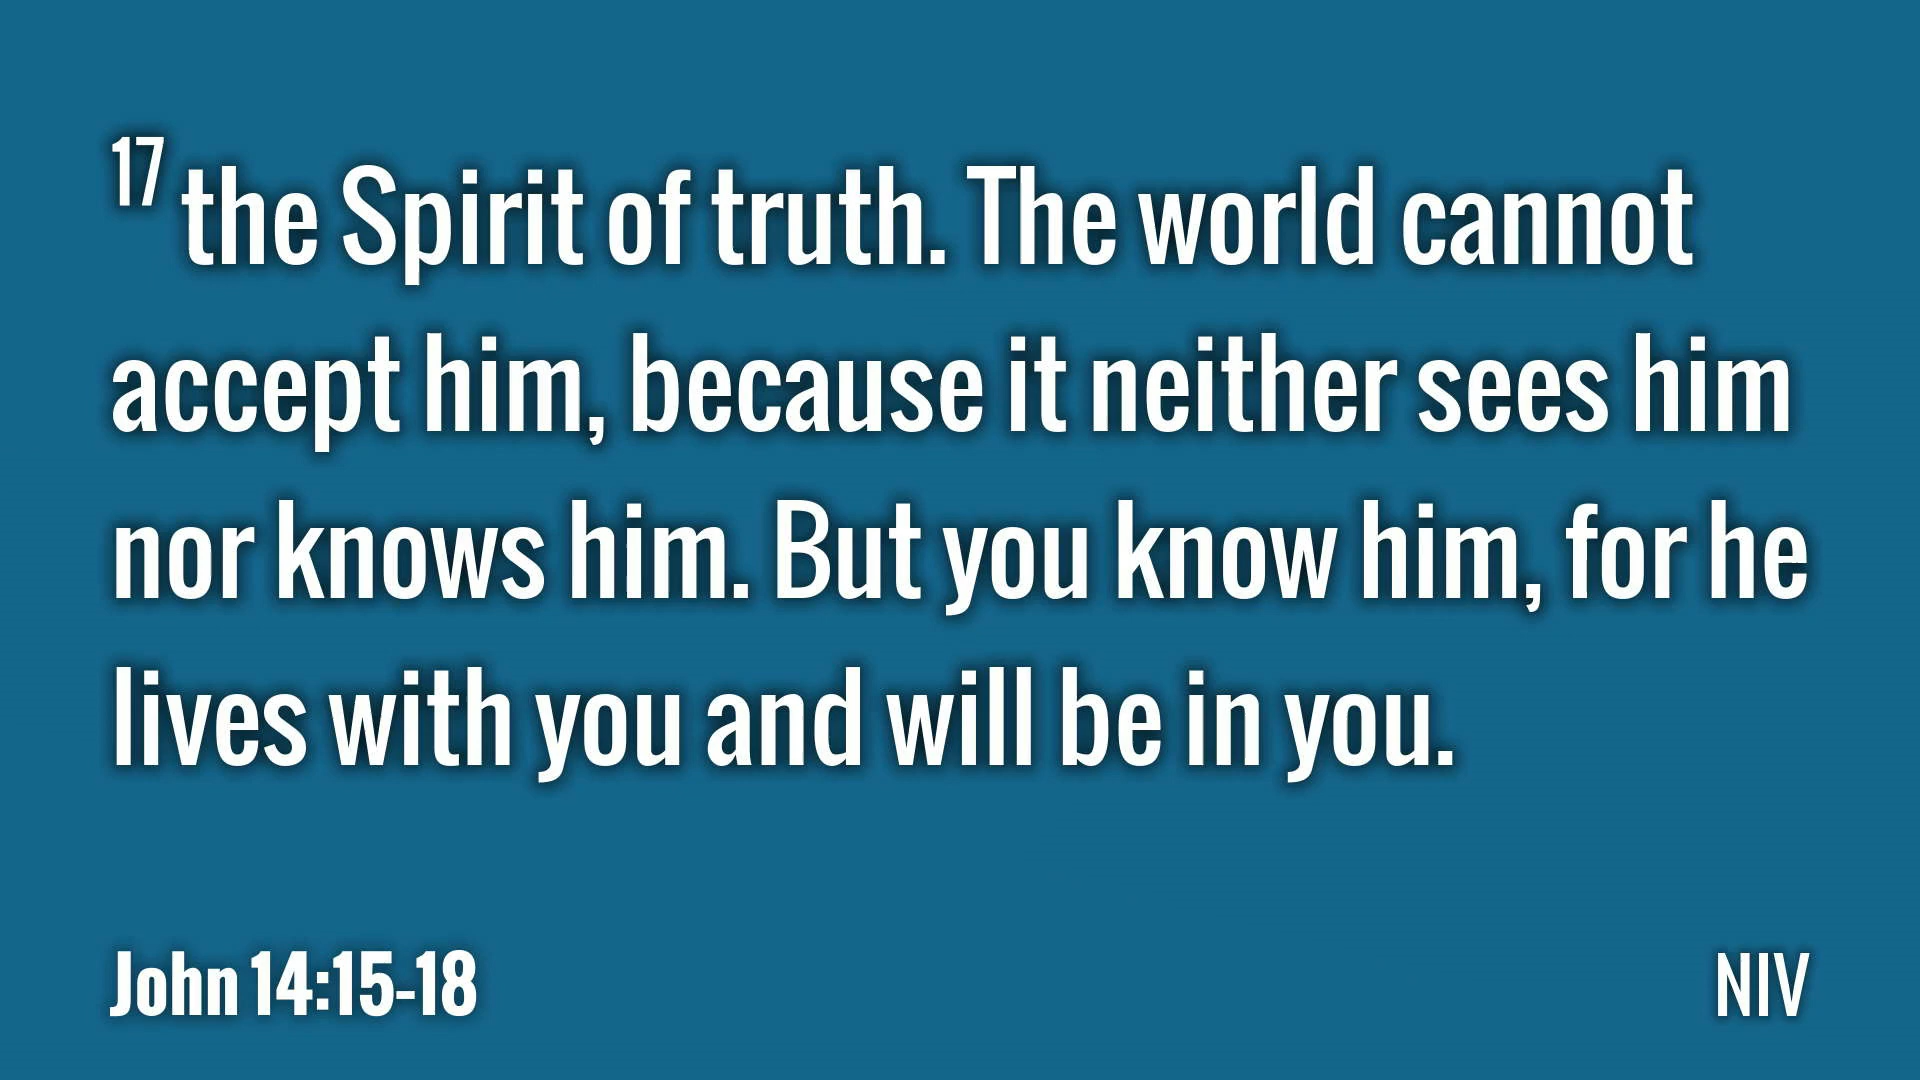 17 the Spirit of truth. The world cannot
accept him, because it neither sees him
nor knows him. But you know him, for he
lives with you and will be in you.
John 14:15-18
NIV